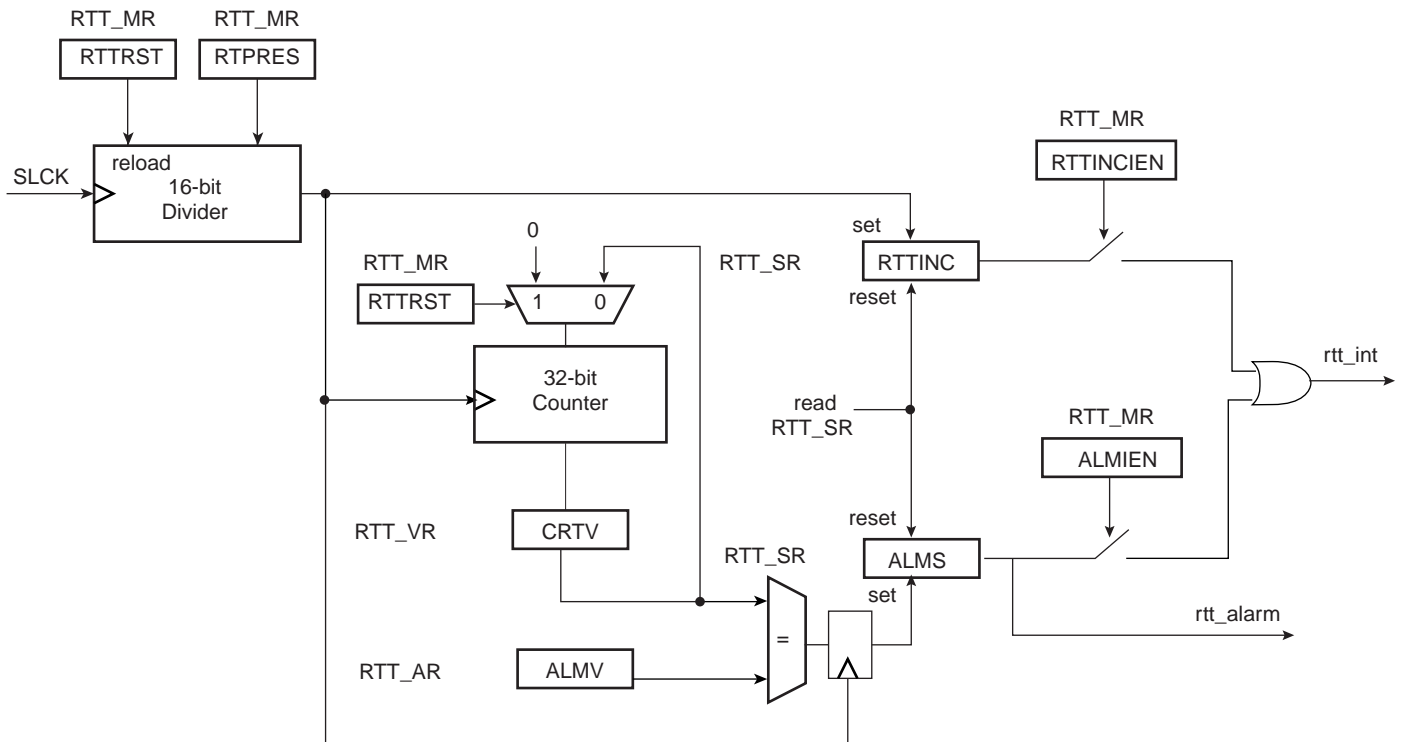 RTT_MR
RTT_MR
RTTRST
RTPRES
RTT_MR
reload
RTTINCIEN
SLCK
16-bit
Divider
set
0
RTT_MR
RTT_SR
RTTINC
RTTRST
1
0
reset
rtt_int
32-bit
Counter
read
RTT_SR
RTT_MR
ALMIEN
reset
RTT_VR
CRTV
RTT_SR
ALMS
set
rtt_alarm
=
RTT_AR
ALMV